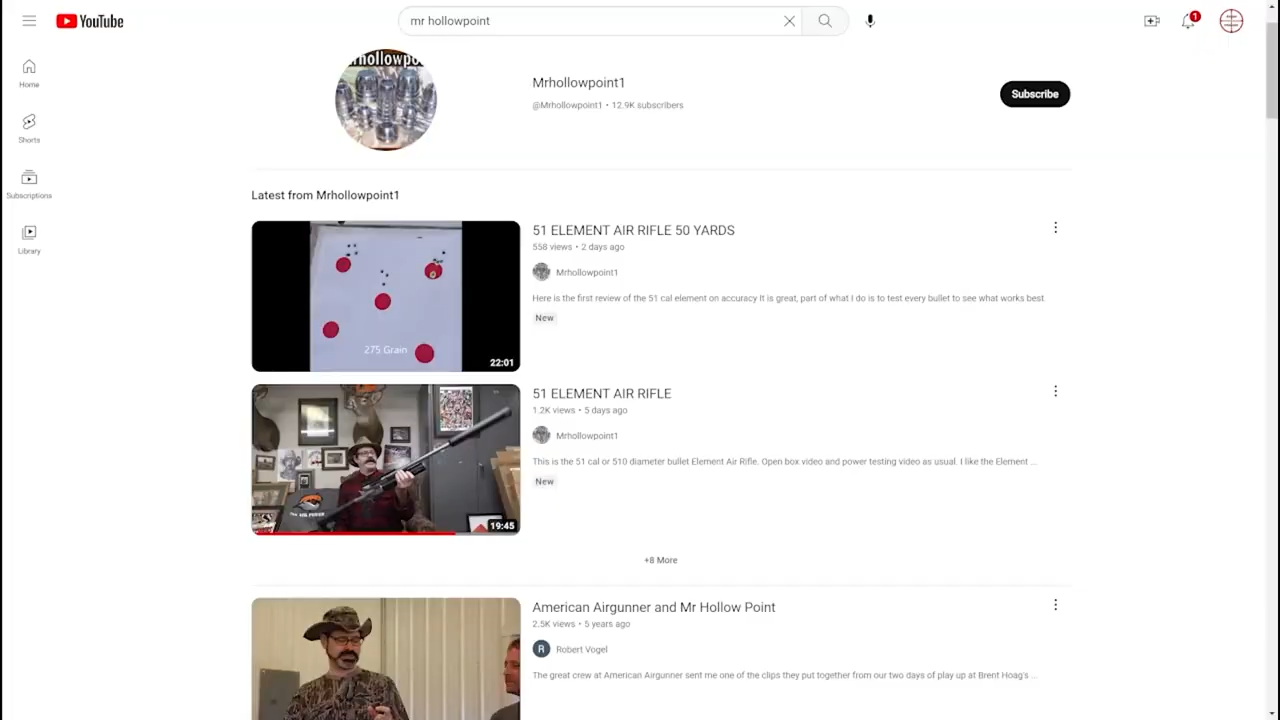 YouTube
mr hollowpoint
1
Home
Shorts
Subscriptions
Library
Mrhollowpoint1
@Mrhollowpoint1 • 12.9K subscribers
Subscribe
Latest from Mrhollowpoint1
275 Grain
22:01
51 ELEMENT AIR RIFLE 50 YARDS
558 views • 2 days ago
Mrhollowpoint1
Here is the first review of the 51 cal element on accuracy It is great, part of what I do is to test every bullet to see what works best.
New
19:45
51 ELEMENT AIR RIFLE
1.2K views • 5 days ago
Mrhollowpoint1
This is the 51 cal or 510 diameter bullet Element Air Rifle. Open box video and power testing video as usual. I like the Element ...
New
+8 More
American Airgunner and Mr Hollow Point
2.5K views • 5 years ago
R
Robert Vogel
The great crew at American Airgunner sent me one of the clips they put together from our two days of play up at Brent Hoag's ...